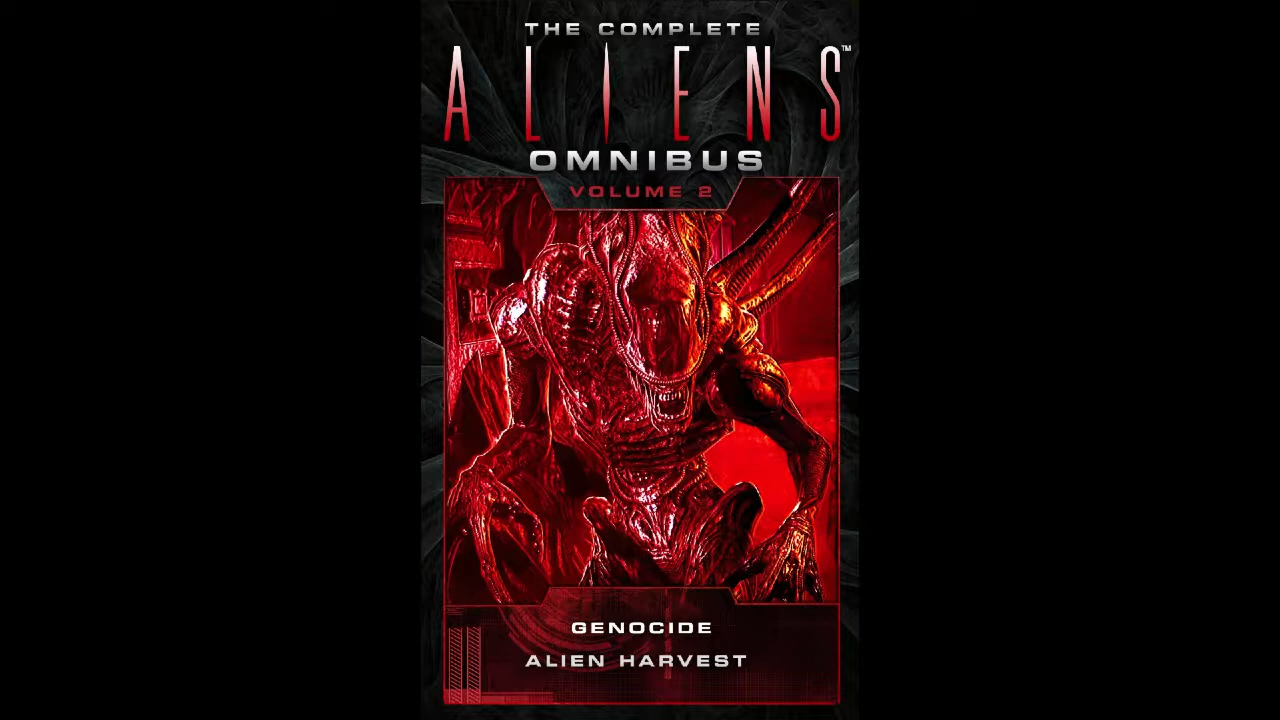 THE COMPLETE
ALIENS™
OMNIBUS
VOLUME 2
GENOCIDE
ALIEN HARVEST